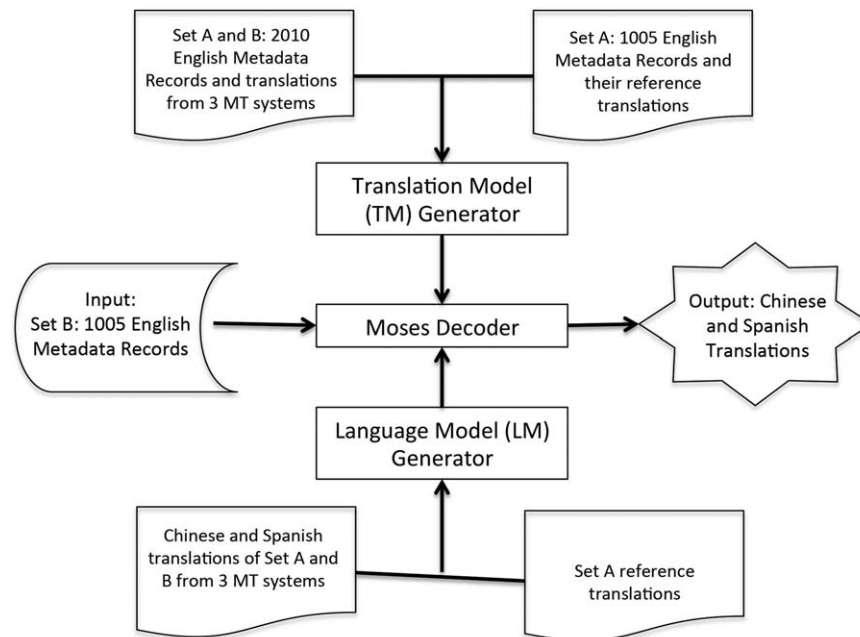 Set A and B: 2010
English Metadata
Records and translations
from 3 MT systems
Set A: 1005 English
Metadata Records and
their reference
translations
Translation Model
(TM) Generator
Input:
Set B: 1005 English
Metadata Records
Moses Decoder
Output: Chinese
and Spanish
Translations
Language Model (LM)
Generator
Chinese and Spanish
translations of Set A and
B from 3 MT systems
Set A reference
translations